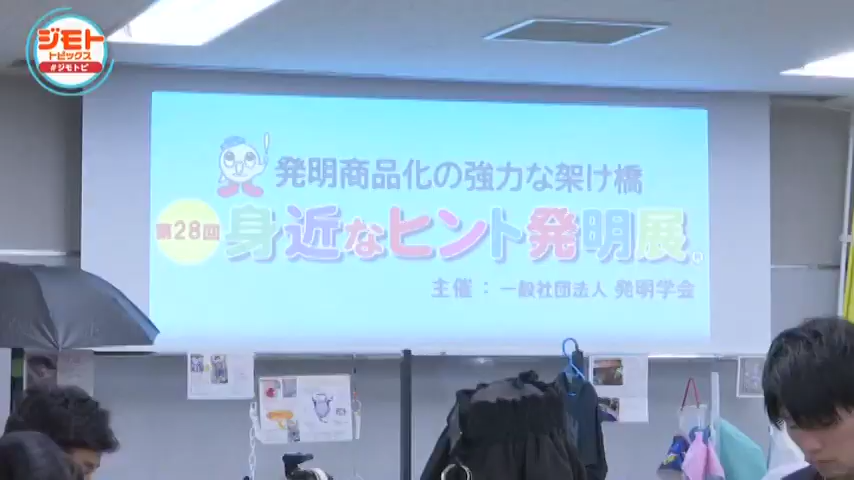 ジモト
トピックス
#ジモトピ
発明商品化の強力な架け橋
第28回
身近なヒント発明展
主催：一般社団法人 発明学会